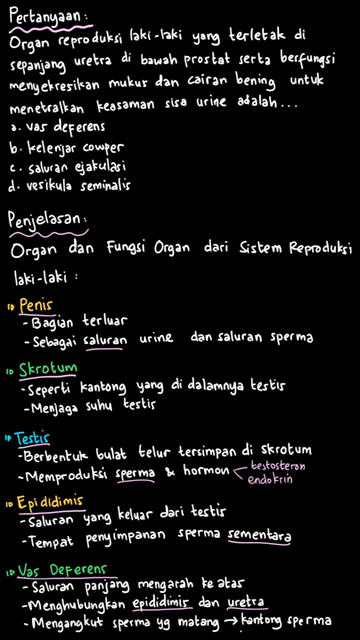 Pertanyaan:
Organ reproduksi laki-laki yang terletak di
sepanjang uretra di bawah prostat serta berfungsi
menyekresikan mukus dan cairan bening untuk
menetralkan keasaman sisa urine adalah...
a. vas deferens
b. kelenjar cowper
c. saluran ejakulasi
d. vesikula seminalis
Penjelasan:
Organ dan Fungsi Organ dari Sistem Reproduksi
laki-laki:
Penis
- Bagian terluar
- Sebagai saluran urine dan saluran sperma
Skrotum
- Seperti kantong yang di dalamnya testis
- Menjaga suhu testis
Testis
- Berbentuk bulat telur tersimpan di skrotum
- Memproduksi sperma & hormon testosteron
endokrin
Epididimis
- Saluran yang keluar dari testis
- Tempat penyimpanan sperma sementara
Vas Deferens
- Saluran panjang mengarah ke atas
- Menghubungkan epididimis dan uretra
- Mengangkut sperma yg matang → kantong sperma